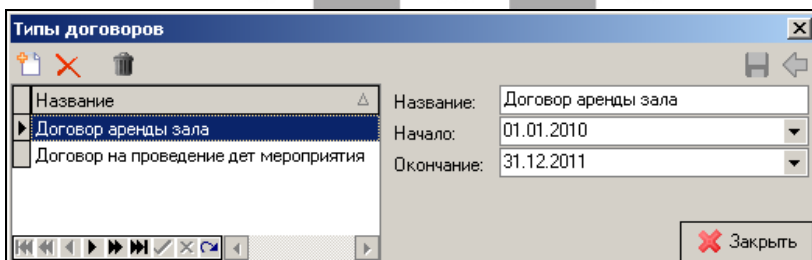 Типы договоров
Название
Договор аренды зала
Договор на проведение дет мероприятия
Название: Договор аренды зала
Начало: 01.01.2010
Окончание: 31.12.2011
Закрыть